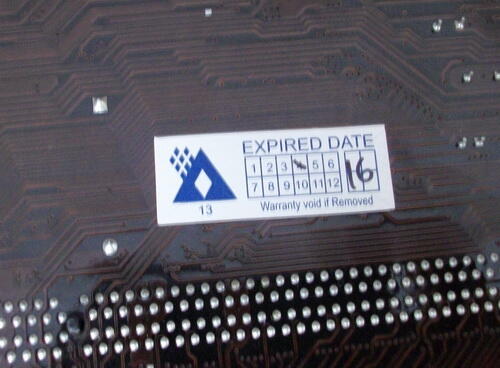 EXPIRED DATE
1 2 3 5 6 16
7 8 9 10 11 12
13
Warranty void if Removed